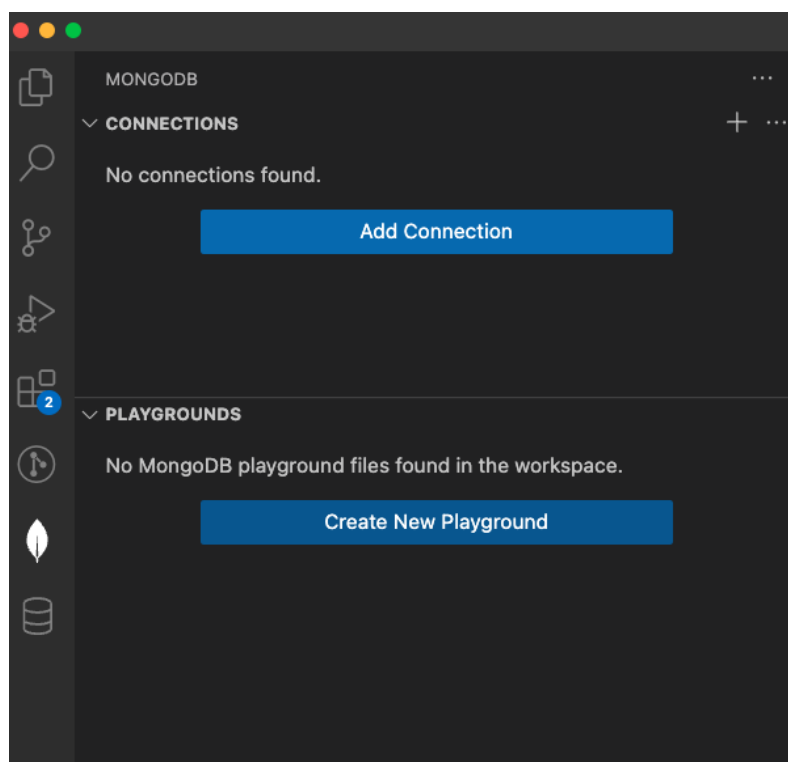 MONGODB
CONNECTIONS
No connections found.
Add Connection
2
PLAYGROUNDS
No MongoDB playground files found in the workspace.
Create New Playground